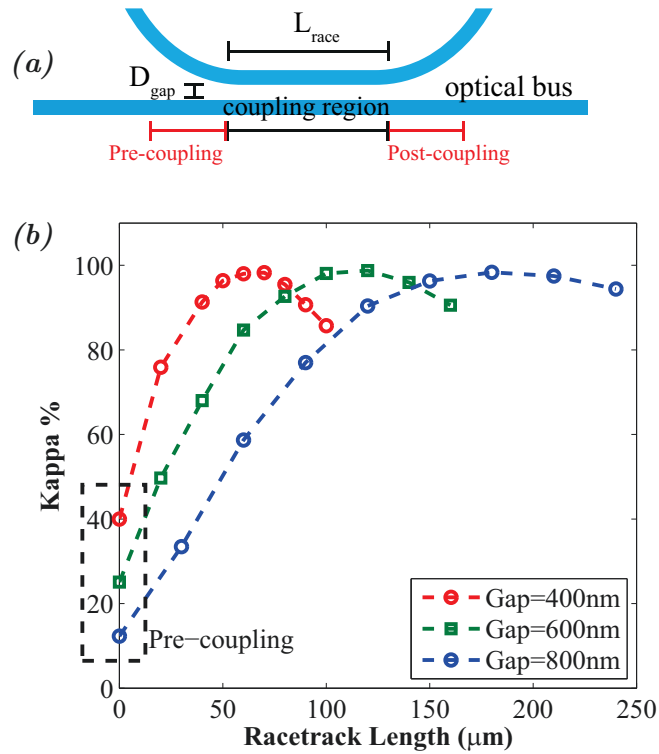 (a)
L_race
D_gap
optical bus
coupling region
Pre-coupling
Post-coupling
(b)
Kappa %
100
80
60
40
20
0
Pre−coupling
Gap=400nm
Gap=600nm
Gap=800nm
0 50 100 150 200 250
Racetrack Length (μm)